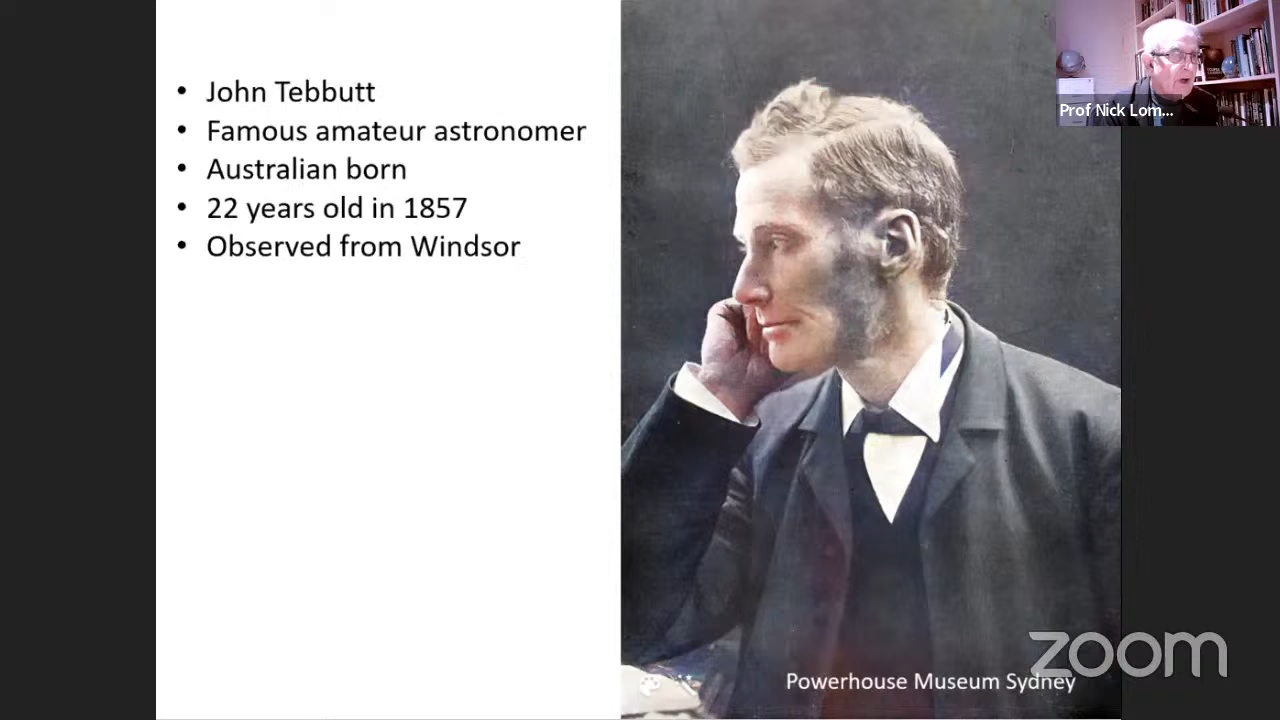 • John Tebbutt
• Famous amateur astronomer
• Australian born
• 22 years old in 1857
• Observed from Windsor
Prof Nick Lom...
Powerhouse Museum Sydney
zoom